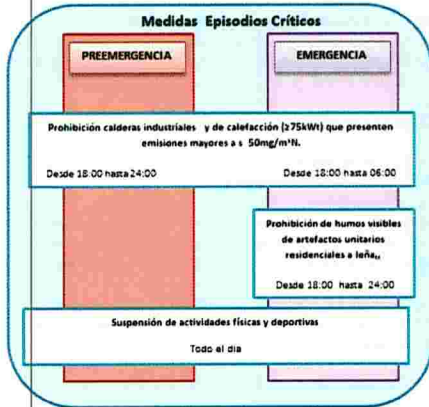 Medidas Episodios Críticos
PREEMERGENCIA
EMERGENCIA
Prohibición calderas industriales y de calefacción (≥75kWt) que presenten
emisiones mayores a s 50mg/m³N.
Desde 18:00 hasta 24:00
Desde 18:00 hasta 06:00
Prohibición de humos visibles
de artefactos unitarios
residenciales a leña
Desde 18:00 hasta 24:00
Suspensión de actividades físicas y deportivas
Todo el dia